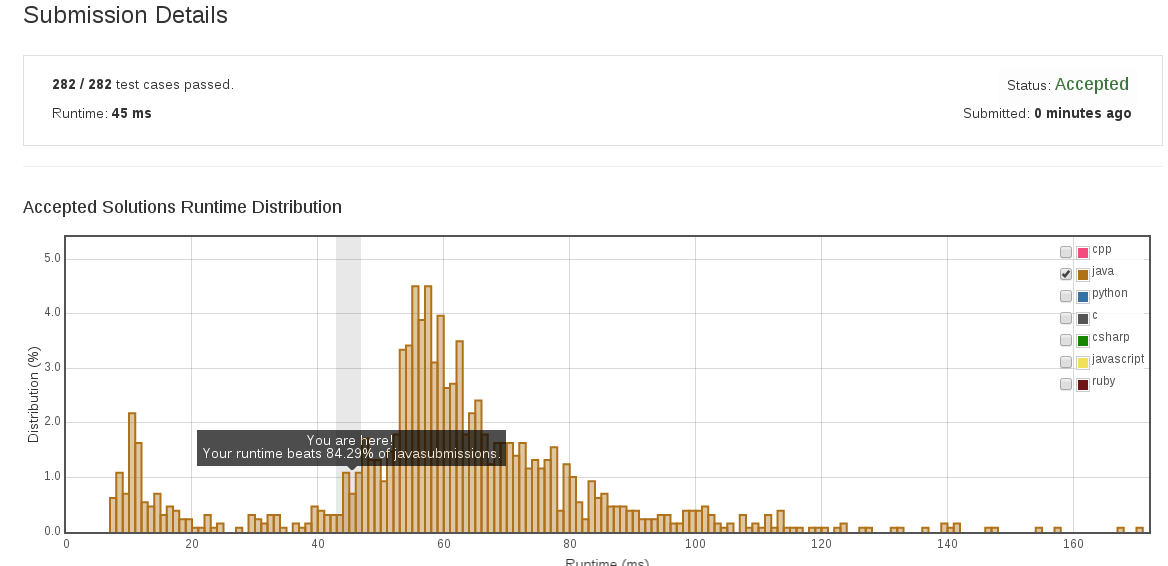 Submission Details
282 / 282 test cases passed.
Status: Accepted
Runtime: 45 ms
Submitted: 0 minutes ago
Accepted Solutions Runtime Distribution
cpp
java
python
c
csharp
javascript
ruby
You are here!
Your runtime beats 84.29% of javasubmissions.
Distribution (%)
5.0
4.0
3.0
2.0
1.0
0.0
0 20 40 60 80 100 120 140 160
Runtime (ms)